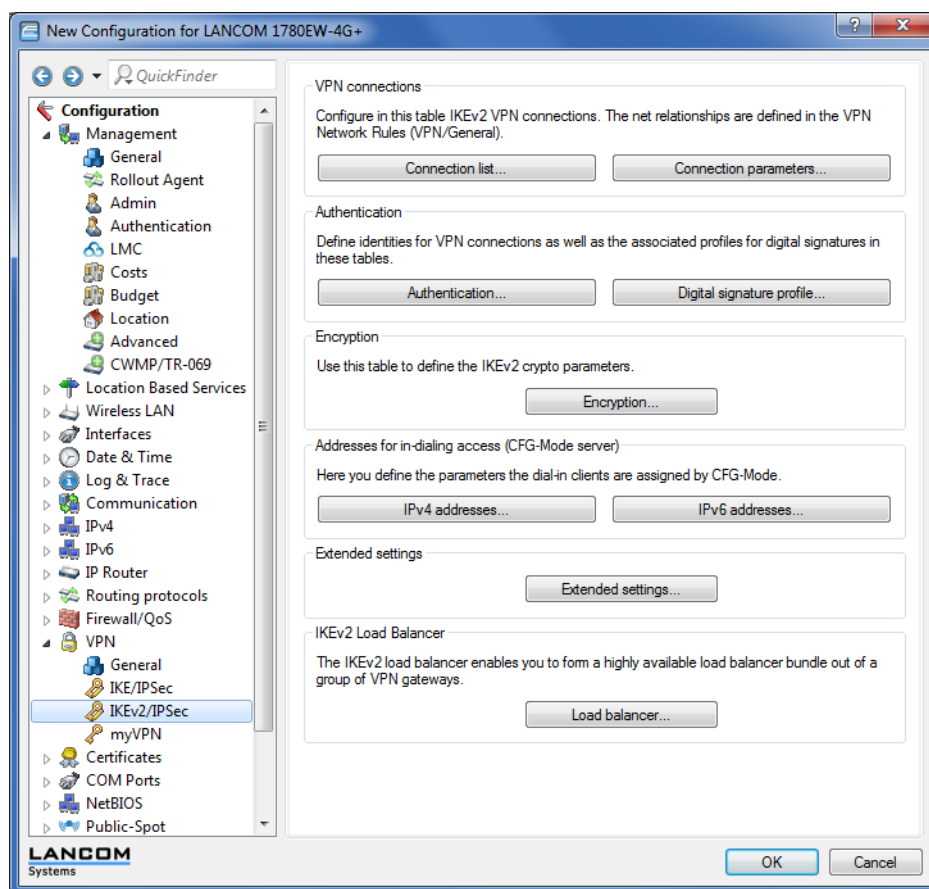 New Configuration for LANCOM 1780EW-4G+
?
QuickFinder
Configuration
Management
General
Rollout Agent
Admin
Authentication
LMC
Costs
Budget
Location
Advanced
CWMP/TR-069
Location Based Services
Wireless LAN
Interfaces
Date & Time
Log & Trace
Communication
IPv4
IPv6
IP Router
Routing protocols
Firewall/QoS
VPN
General
IKE/IPSec
IKEv2/IPSec
myVPN
Certificates
COM Ports
NetBIOS
Public-Spot
VPN connections
Configure in this table IKEv2 VPN connections. The net relationships are defined in the VPN
Network Rules (VPN/General).
Connection list... Connection parameters...
Authentication
Define identities for VPN connections as well as the associated profiles for digital signatures in
these tables.
Authentication... Digital signature profile...
Encryption
Use this table to define the IKEv2 crypto parameters.
Encryption...
Addresses for in-dialing access (CFG-Mode server)
Here you define the parameters the dial-in clients are assigned by CFG-Mode.
IPv4 addresses... IPv6 addresses...
Extended settings
Extended settings...
IKEv2 Load Balancer
The IKEv2 load balancer enables you to form a highly available load balancer bundle out of a
group of VPN gateways.
Load balancer...
LANCOM
Systems
OK Cancel